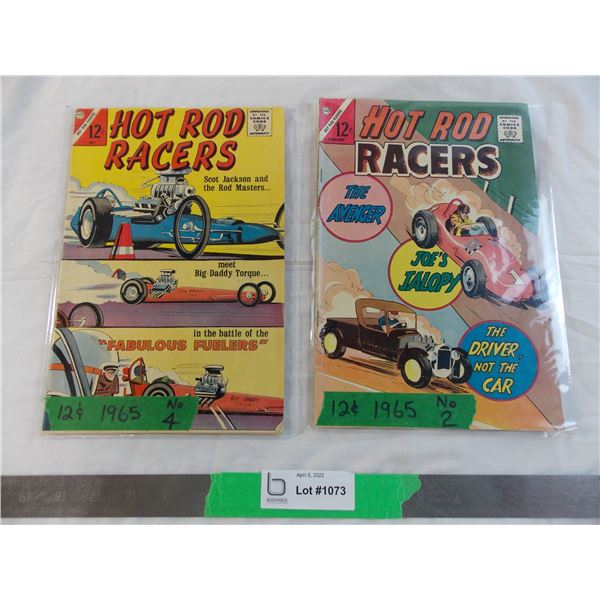 12¢
HOT ROD
RACERS
APPROVED
BY THE
COMICS
CODE
AUTHORITY
Scot Jackson and
the Rod Masters...
meet
Big-Daddy Torque...
in the battle of the
"FABULOUS FUELERS"
12¢ 1965 No 4
12¢
FEBRUARY
HOT ROD
RACERS
APPROVED
BY THE
COMICS
CODE
AUTHORITY
THE
AVENGER
JOE'S
JALOPY
1
THE
DRIVER,
NOT THE
CAR
12¢ 1965 No 2
April 5, 2022
b
Lot #1073